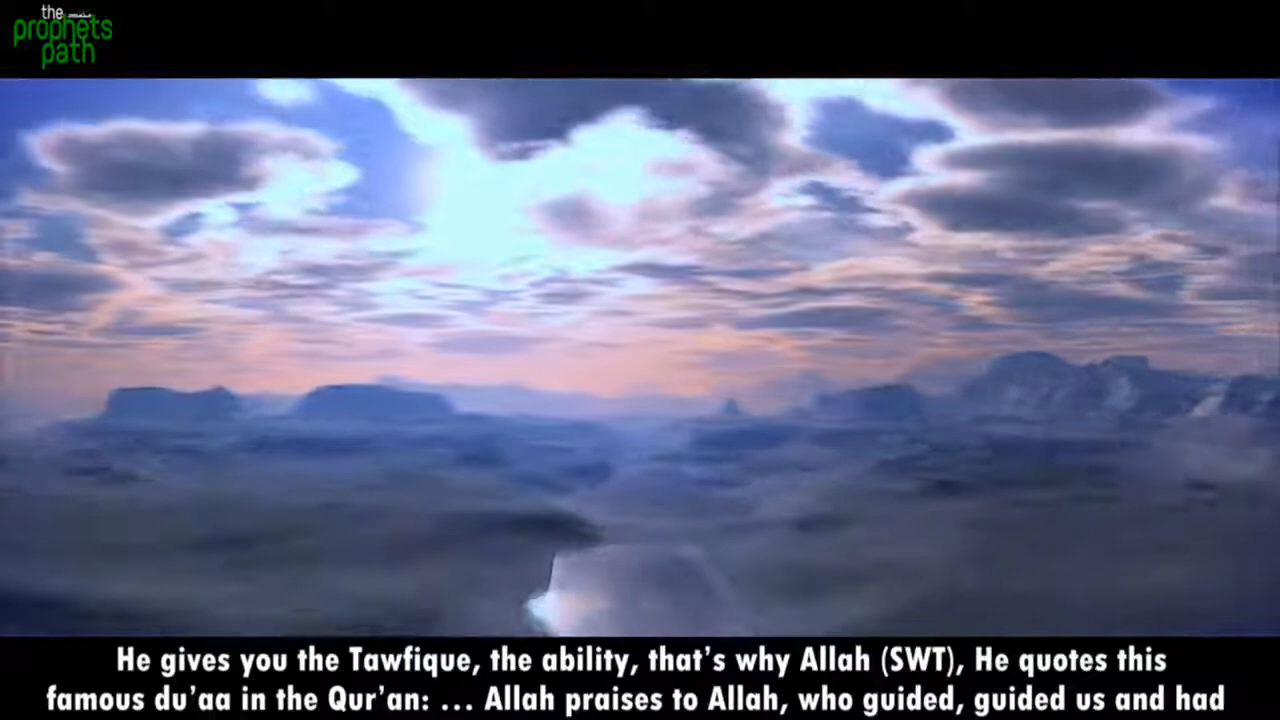 the
prophets
path
He gives you the Tawfique, the ability, that’s why Allah (SWT), He quotes this
famous du’aa in the Qur’an: ... Allah praises to Allah, who guided, guided us and had